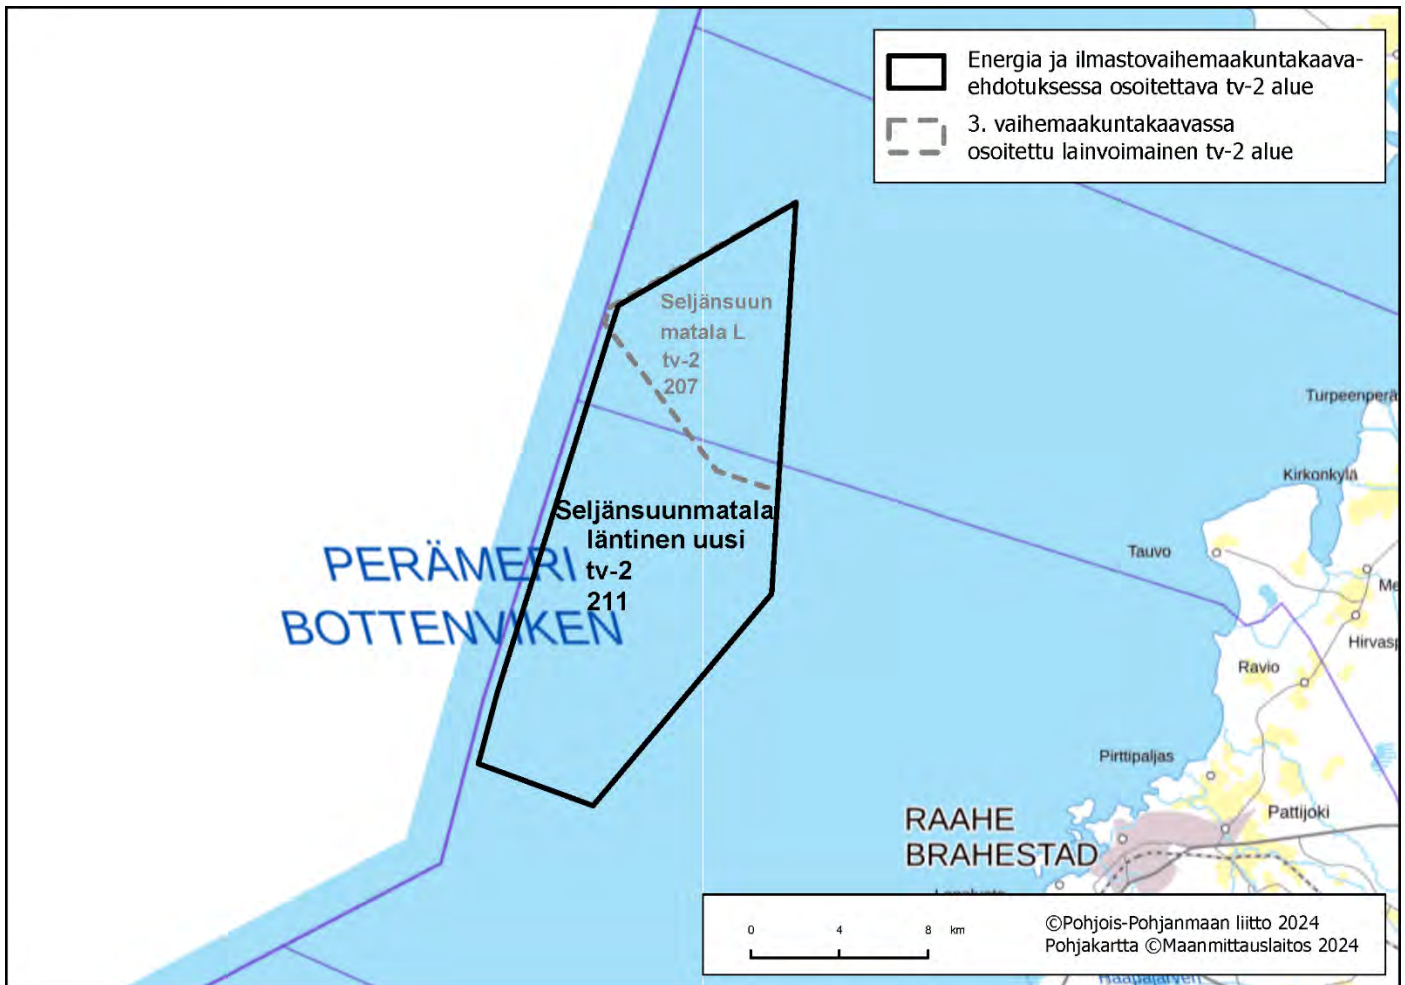 Energia ja ilmastovaihemaakuntakaava-
ehdotuksessa osoitettava tv-2 alue
3. vaihemaakuntakaavassa
osoitettu lainvoimainen tv-2 alue
Seljänsuun
matala L
tv-2
207
Turpeenperä
Kirkonkylä
Seljänsuunmatala
läntinen uusi
tv-2
211
PERÄMERI
BOTTENVIKEN
Tauvo
Me
Hirvasp
Ravio
Pirttipaljas
Pattijoki
RAAHE
BRAHESTAD
0 4 8 km
©Pohjois-Pohjanmaan liitto 2024
Pohjakartta ©Maanmittauslaitos 2024